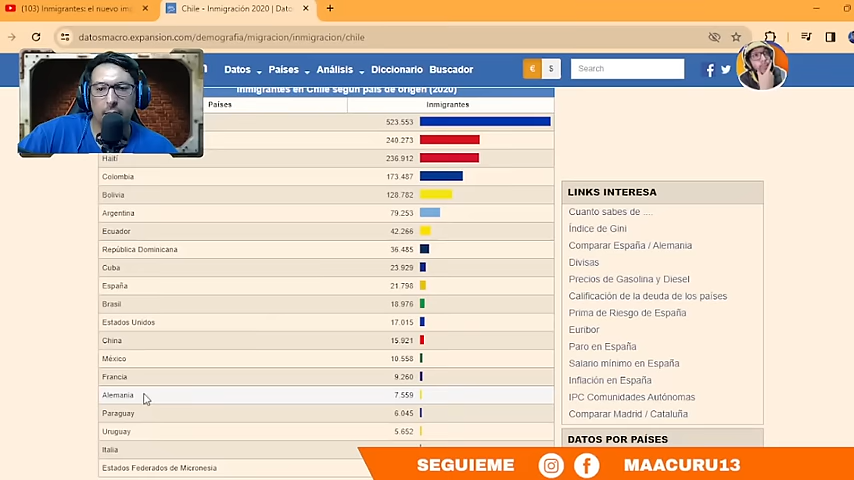 (103) Inmigrantes: el nuevo im
Chile - Inmigración 2020 | Dato
datosmacro.expansion.com/demografia/migracion/inmigracion/chile
Datos
Países
Análisis
Diccionario
Buscador
€
$
Search
Inmigrantes en Chile según país de origen (2020)
Países
Inmigrantes
523.553
240.273
Haití
236.912
Colombia
173.487
Bolivia
128.782
Argentina
79.253
Ecuador
42.266
República Dominicana
36.485
Cuba
23.929
España
21.798
Brasil
18.976
Estados Unidos
17.015
China
15.921
México
10.558
Francia
9.260
Alemania
7.559
Paraguay
6.045
Uruguay
5.652
Italia
Estados Federados de Micronesia
LINKS INTERESA
Cuanto sabes de ....
Índice de Gini
Comparar España / Alemania
Divisas
Precios de Gasolina y Diesel
Calificación de la deuda de los países
Prima de Riesgo de España
Euribor
Paro en España
Salario mínimo en España
Inflación en España
IPC Comunidades Autónomas
Comparar Madrid / Cataluña
DATOS POR PAÍSES
SEGUIEME
MAACURU13